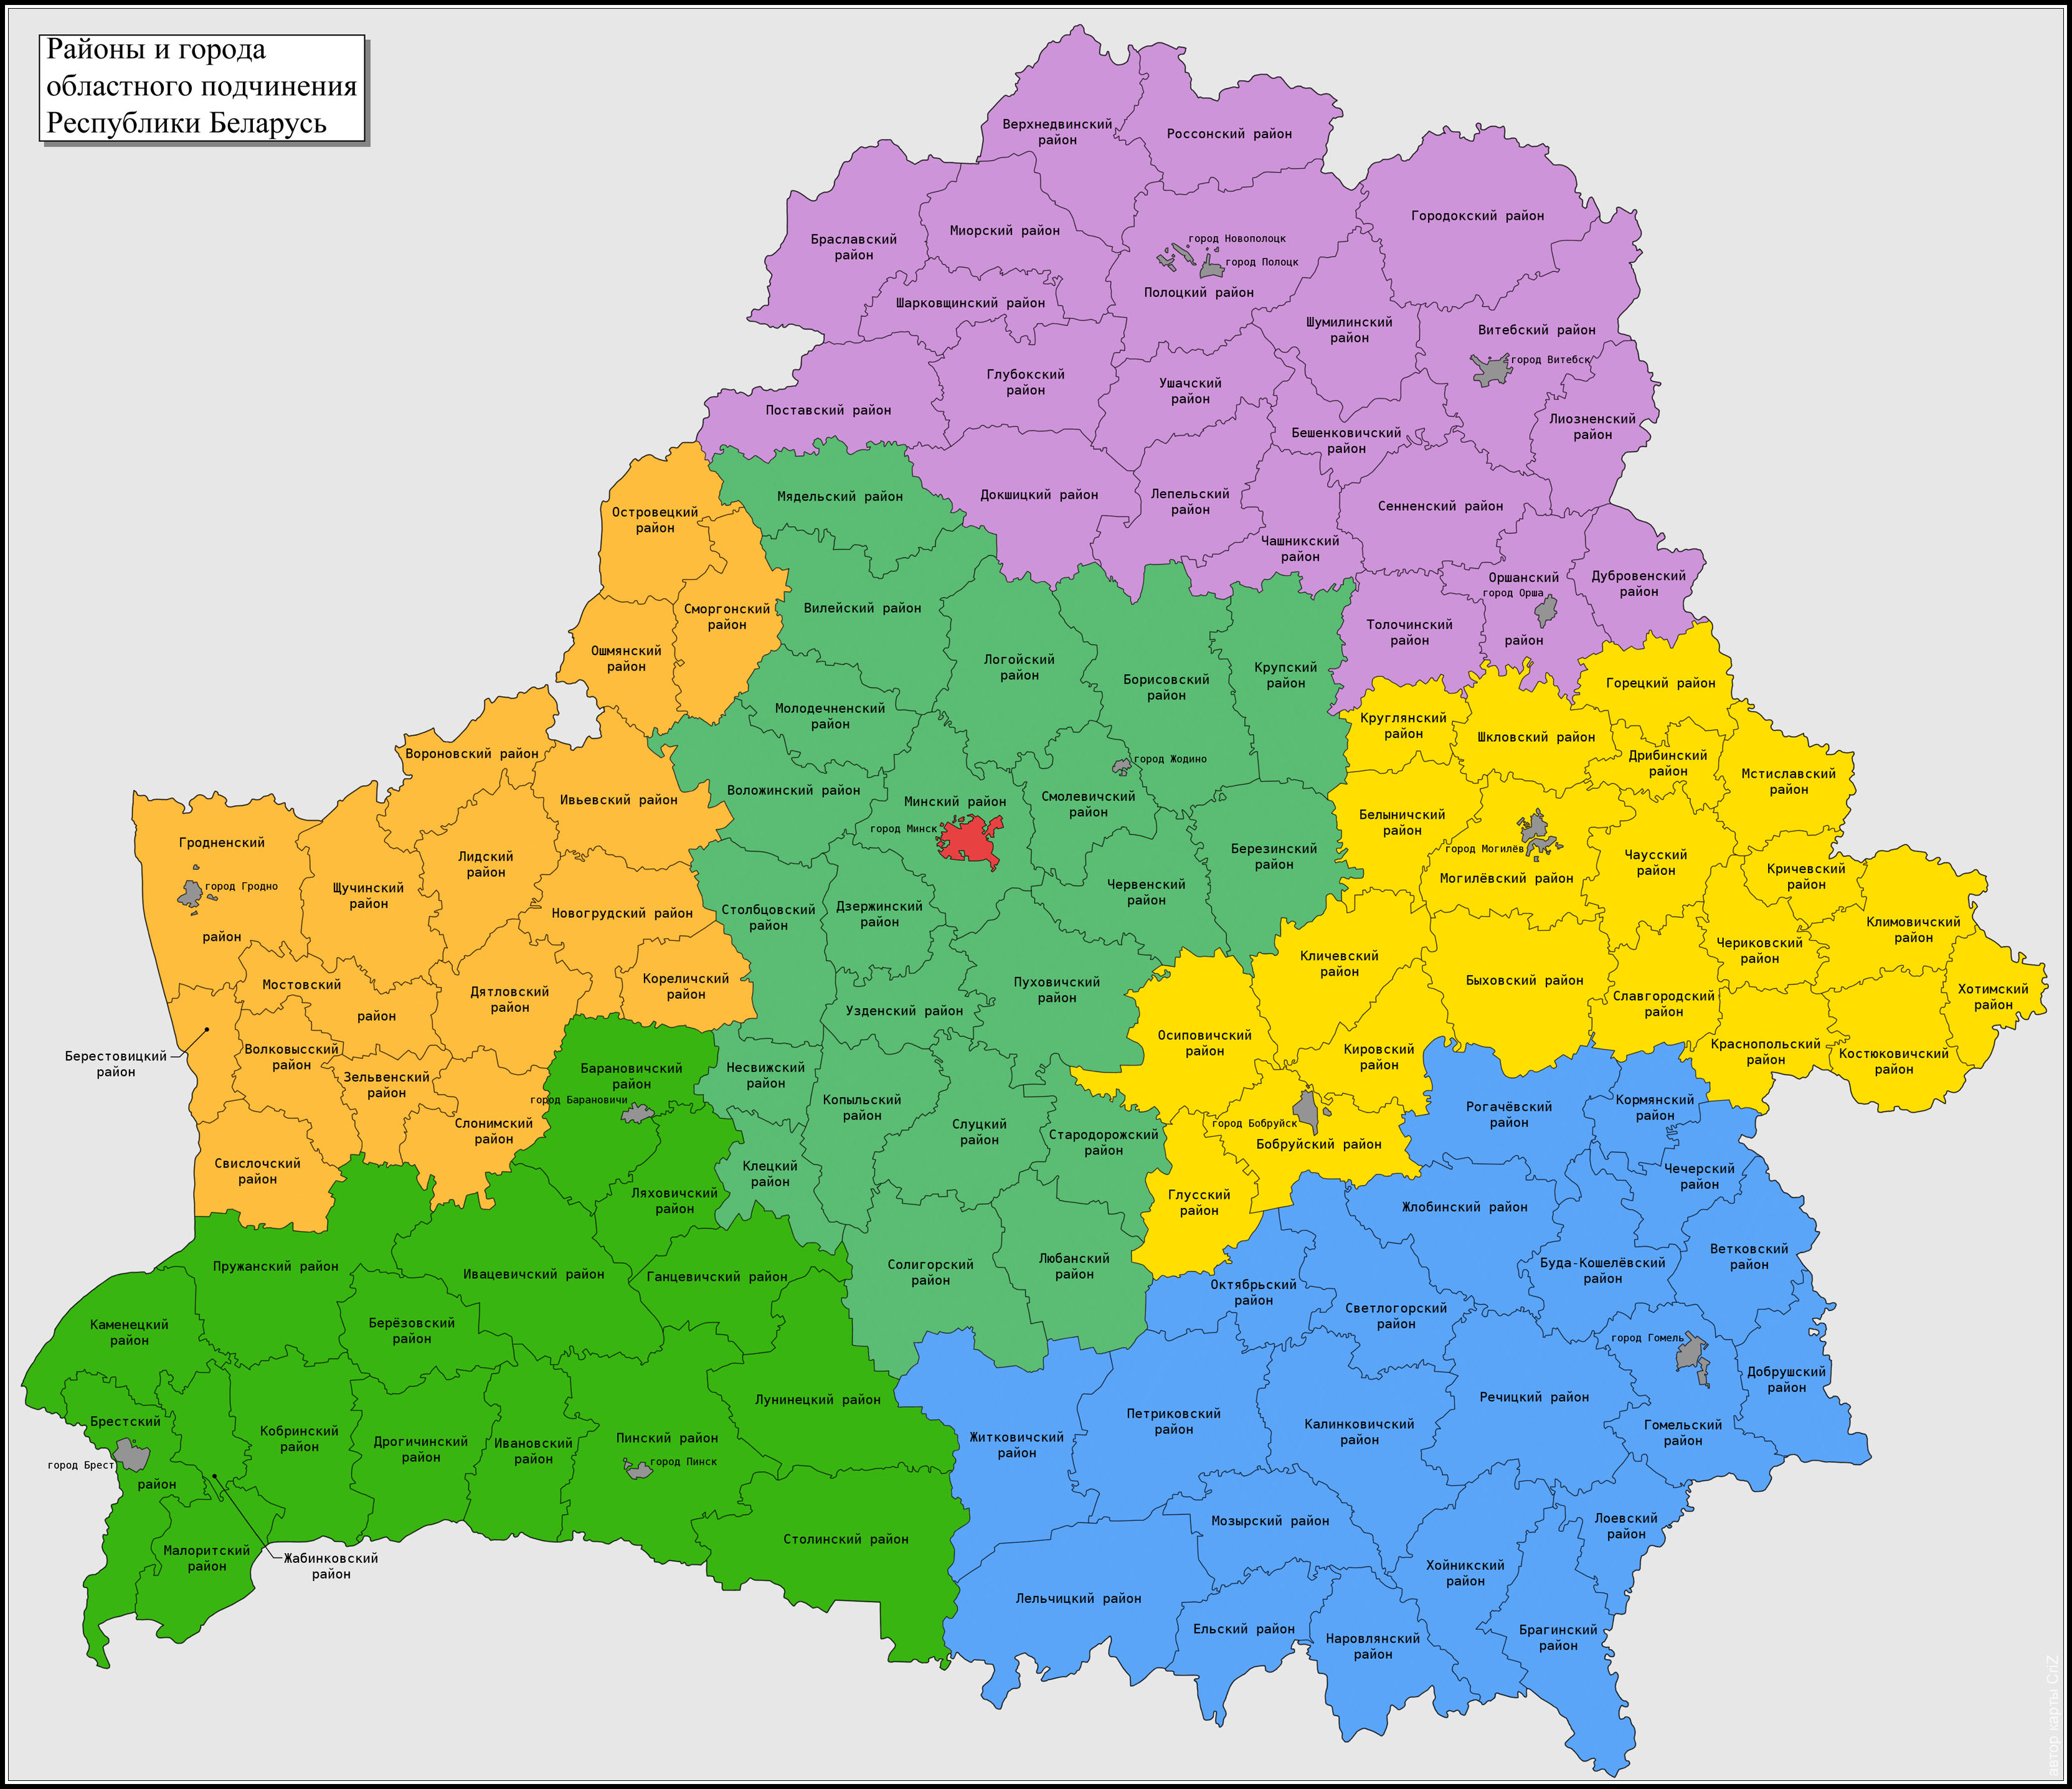 Районы и города
областного подчинения
Республики Беларусь
Верхнедвинский
район
Россонский район
Городокский район
Браславский
район
Миорский район
город Новополоцк
город Полоцк
Полоцкий район
Шарковщинский район
Шумилинский
район
Витебский район
город Витебск
Глубокский
район
Ушачский
район
Поставский район
Лиозненский
район
Бешенковичский
район
Мядельский район
Докшицкий район
Лепельский
район
Сенненский район
Островецкий
район
Чашникский
район
Оршанский
город Орша
район
Дубровенский
район
Сморгонский
район
Вилейский район
Толочинский
район
Ошмянский
район
Логойский
район
Борисовский
район
Крупский
район
Горецкий район
Молодечненский
район
Круглянский
район
Шкловский район
Вороновский район
Дрибинский
район
город Жодино
Мстиславский
район
Ивьевский район
Воложинский район
Минский район
город Минск
Смолевичский
район
Белыничский
район
Гродненский
город Гродно
район
Лидский
район
Березинский
район
город Могилёв
Могилёвский район
Чаусский
район
Кричевский
район
Щучинский
район
Червенский
район
Новогрудский район
Столбцовский
район
Дзержинский
район
Климовичский
район
Чериковский
район
Кличевский
район
Мостовский
район
Дятловский
район
Кореличский
район
Пуховичский
район
Быховский район
Славгородский
район
Хотимский
район
Узденский район
Осиповичский
район
Берестовицкий
район
Волковысский
район
Зельвенский
район
Барановичский
район
город Барановичи
Несвижский
район
Кировский
район
Краснопольский
район
Костюковичский
район
Копыльский
район
Слуцкий
район
Стародорожский
район
город Бобруйск
Бобруйский район
Рогачёвский
район
Кормянский
район
Слонимский
район
Свислочский
район
Клецкий
район
Чечерский
район
Ляховичский
район
Глусский
район
Жлобинский район
Ветковский
район
Пружанский район
Ивацевичский район
Ганцевичский район
Солигорский
район
Любанский
район
Буда-Кошелёвский
район
Октябрьский
район
Светлогорский
район
Каменецкий
район
Берёзовский
район
город Гомель
Добрушский
район
Лунинецкий район
Речицкий район
Брестский
город Брест
район
Кобринский
район
Дрогичинский
район
Ивановский
район
Пинский район
город Пинск
Житковичский
район
Петриковский
район
Калинковичский
район
Гомельский
район
Малоритский
район
Жабинковский
район
Столинский район
Мозырский район
Лоевский
район
Хойникский
район
Лельчицкий район
Ельский район
Наровлянский
район
Брагинский
район
автор карты CriZ